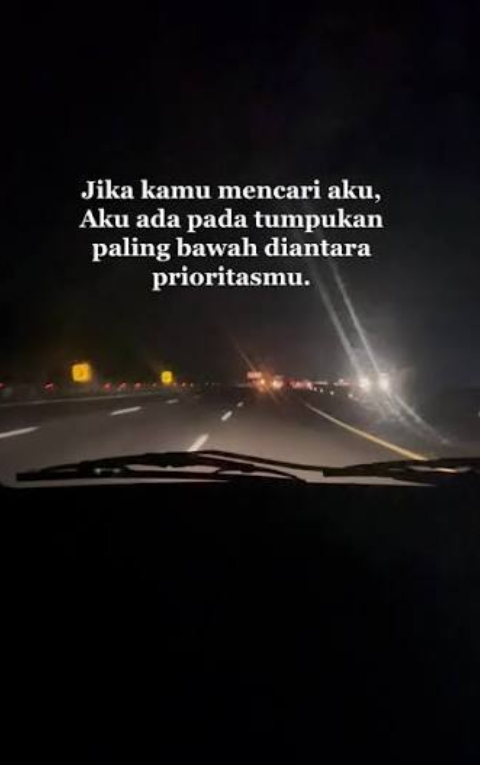 Jika kamu mencari aku,
Aku ada pada tumpukan
paling bawah diantara
prioritasmu.